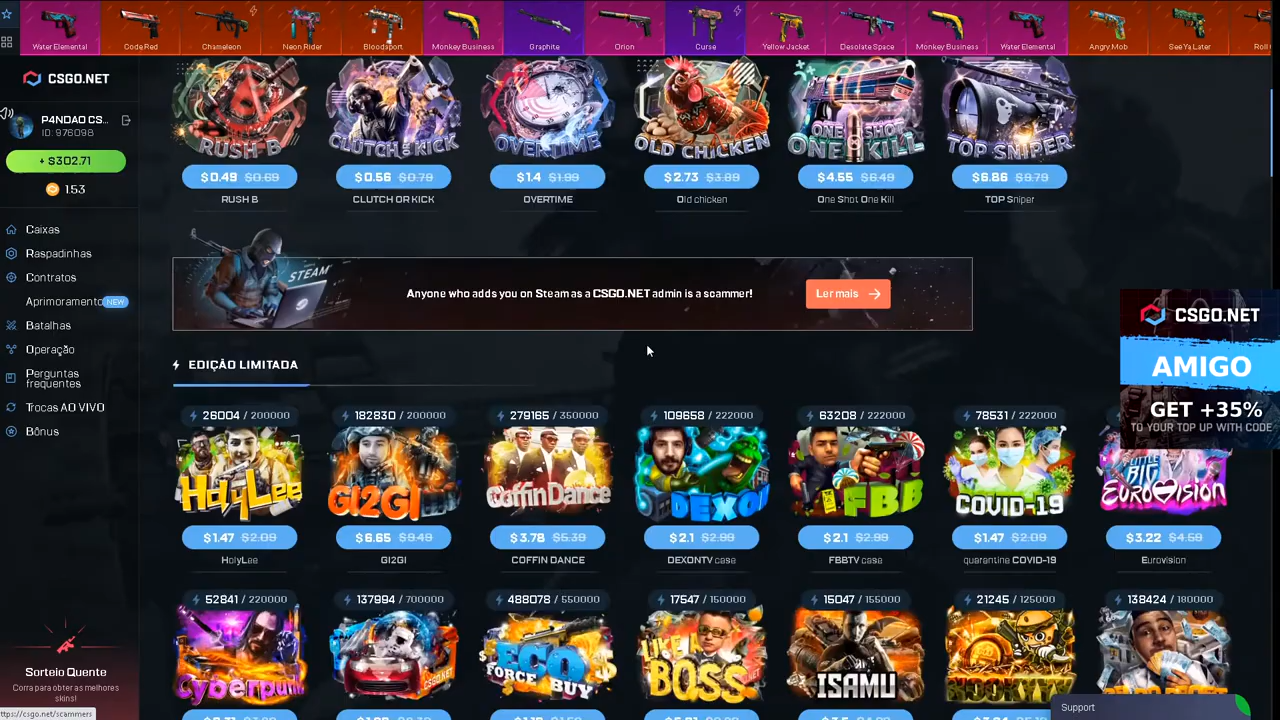 Water Elemental
Code Red
Chameleon
Neon Rider
Bloodsport
Monkey Business
Graphite
Orion
Curse
Yellow Jacket
Desolate Space
Monkey Business
Water Elemental
Angry Mob
See Ya Later
CSGO.NET
P4NDAO CS...
ID: 976098
+ $302.71
153
Caixas
Raspadinhas
Contratos
Aprimoramento NEW
Batalhas
Operação
Perguntas
frequentes
Trocas AO VIVO
Bônus
Sorteio Quente
Corra para obter as melhores
skins!
ttps://csgo.net/scammers
RUSH B
CLUTCH OR KICK
OVERTIME
OLD CHICKEN
ONE SHOT
ONE KILL
TOP SNIPER
$0.49 $0.69
$0.56 $0.79
$1.4 $1.99
$2.73 $3.89
$4.55 $6.49
$6.86 $9.79
RUSH B
CLUTCH OR KICK
OVERTIME
Old chicken
One Shot One Kill
TOP Sniper
STEAM
Anyone who adds you on Steam as a CSGO.NET admin is a scammer!
Ler mais
EDIÇÃO LIMITADA
26004 / 200000
182830 / 200000
279165 / 350000
109658 / 222000
63208 / 222000
78531 / 222000
HolyLee
GI2GI
Coffin Dance
DEXON
FBB
COVID-19
LITTLE
BIG
EUROVISION
$1.47 $2.09
$6.65 $9.49
$3.78 $5.39
$2.1 $2.99
$2.1 $2.99
$1.47 $2.09
$3.22 $4.59
HolyLee
GI2GI
COFFIN DANCE
DEXONTV case
FBBTV case
quarantine COVID-19
Eurovision
52841 / 220000
137994 / 700000
488078 / 550000
17647 / 150000
15047 / 155000
21245 / 125000
138424 / 180000
Cyberpunk
ECO
FORCE BUY
LIKE A
BOSS
ISAMU
CSGO.NET
AMIGO
GET +35%
TO YOUR TOP UP WITH CODE
Support